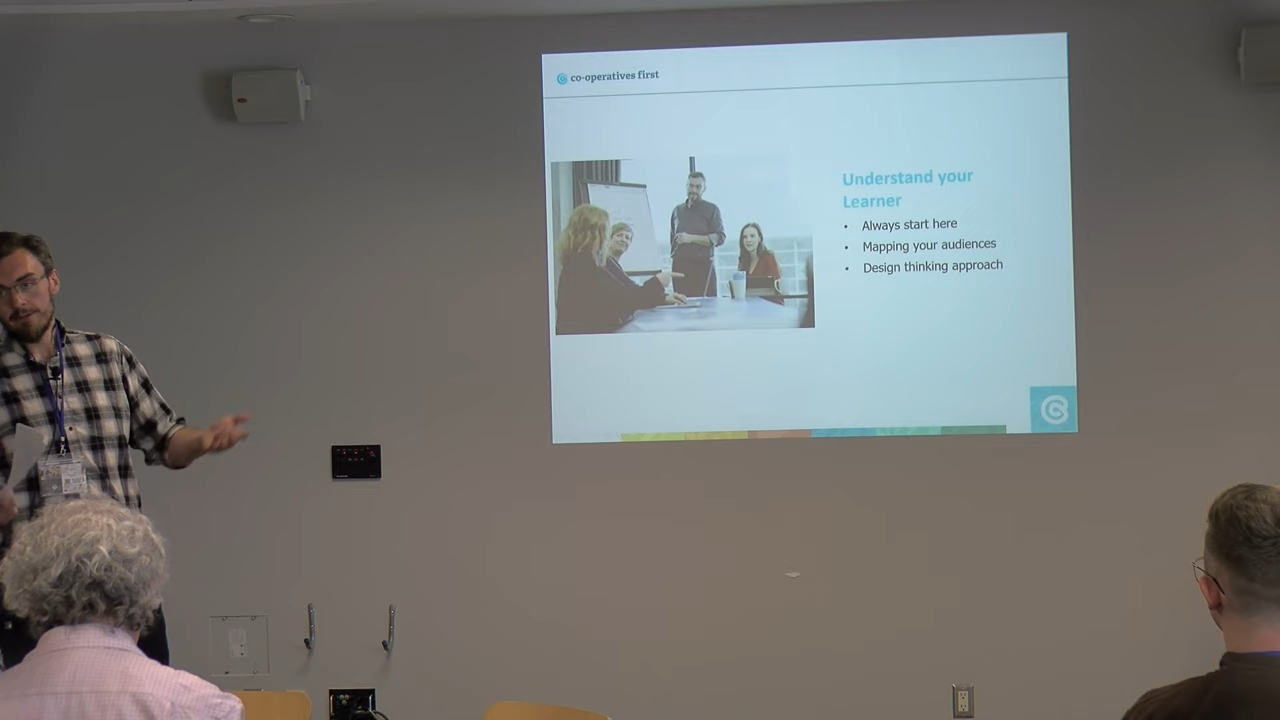 co-operatives first
Understand your
Learner
• Always start here
• Mapping your audiences
• Design thinking approach